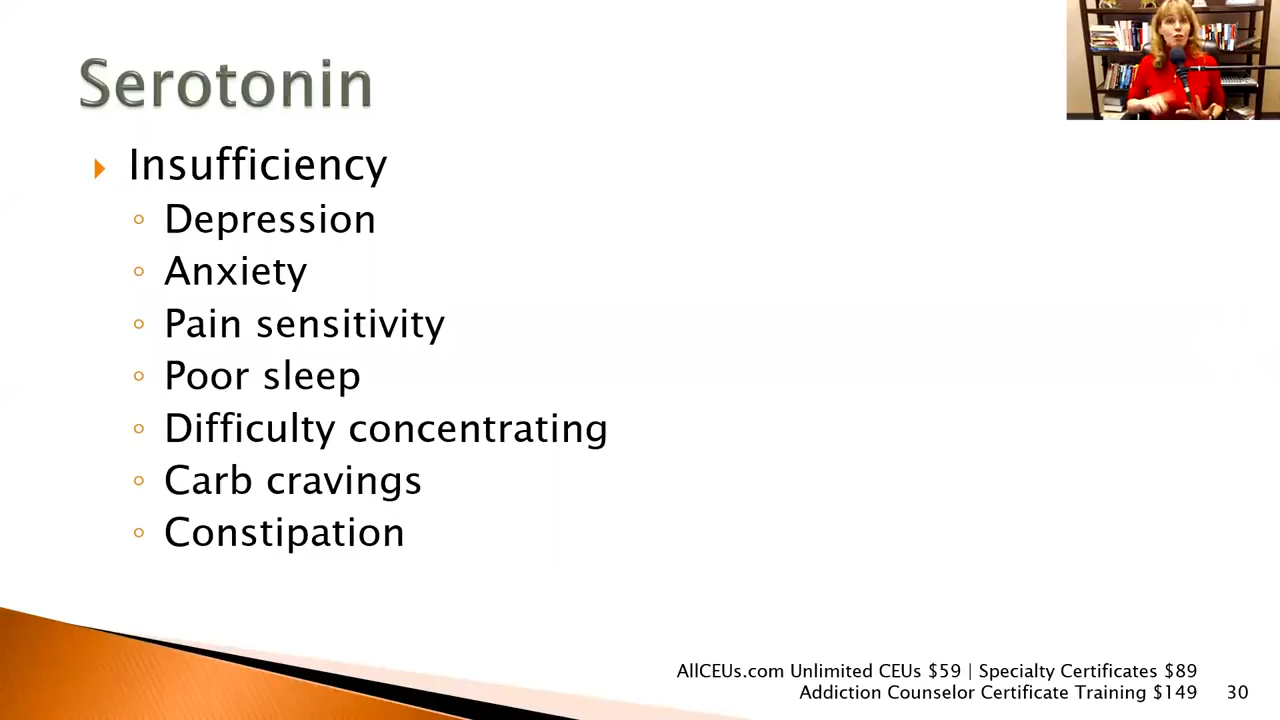 Serotonin
Insufficiency
Depression
Anxiety
Pain sensitivity
Poor sleep
Difficulty concentrating
Carb cravings
Constipation
AllCEUs.com Unlimited CEUs $59 | Specialty Certificates $89
Addiction Counselor Certificate Training $149
30